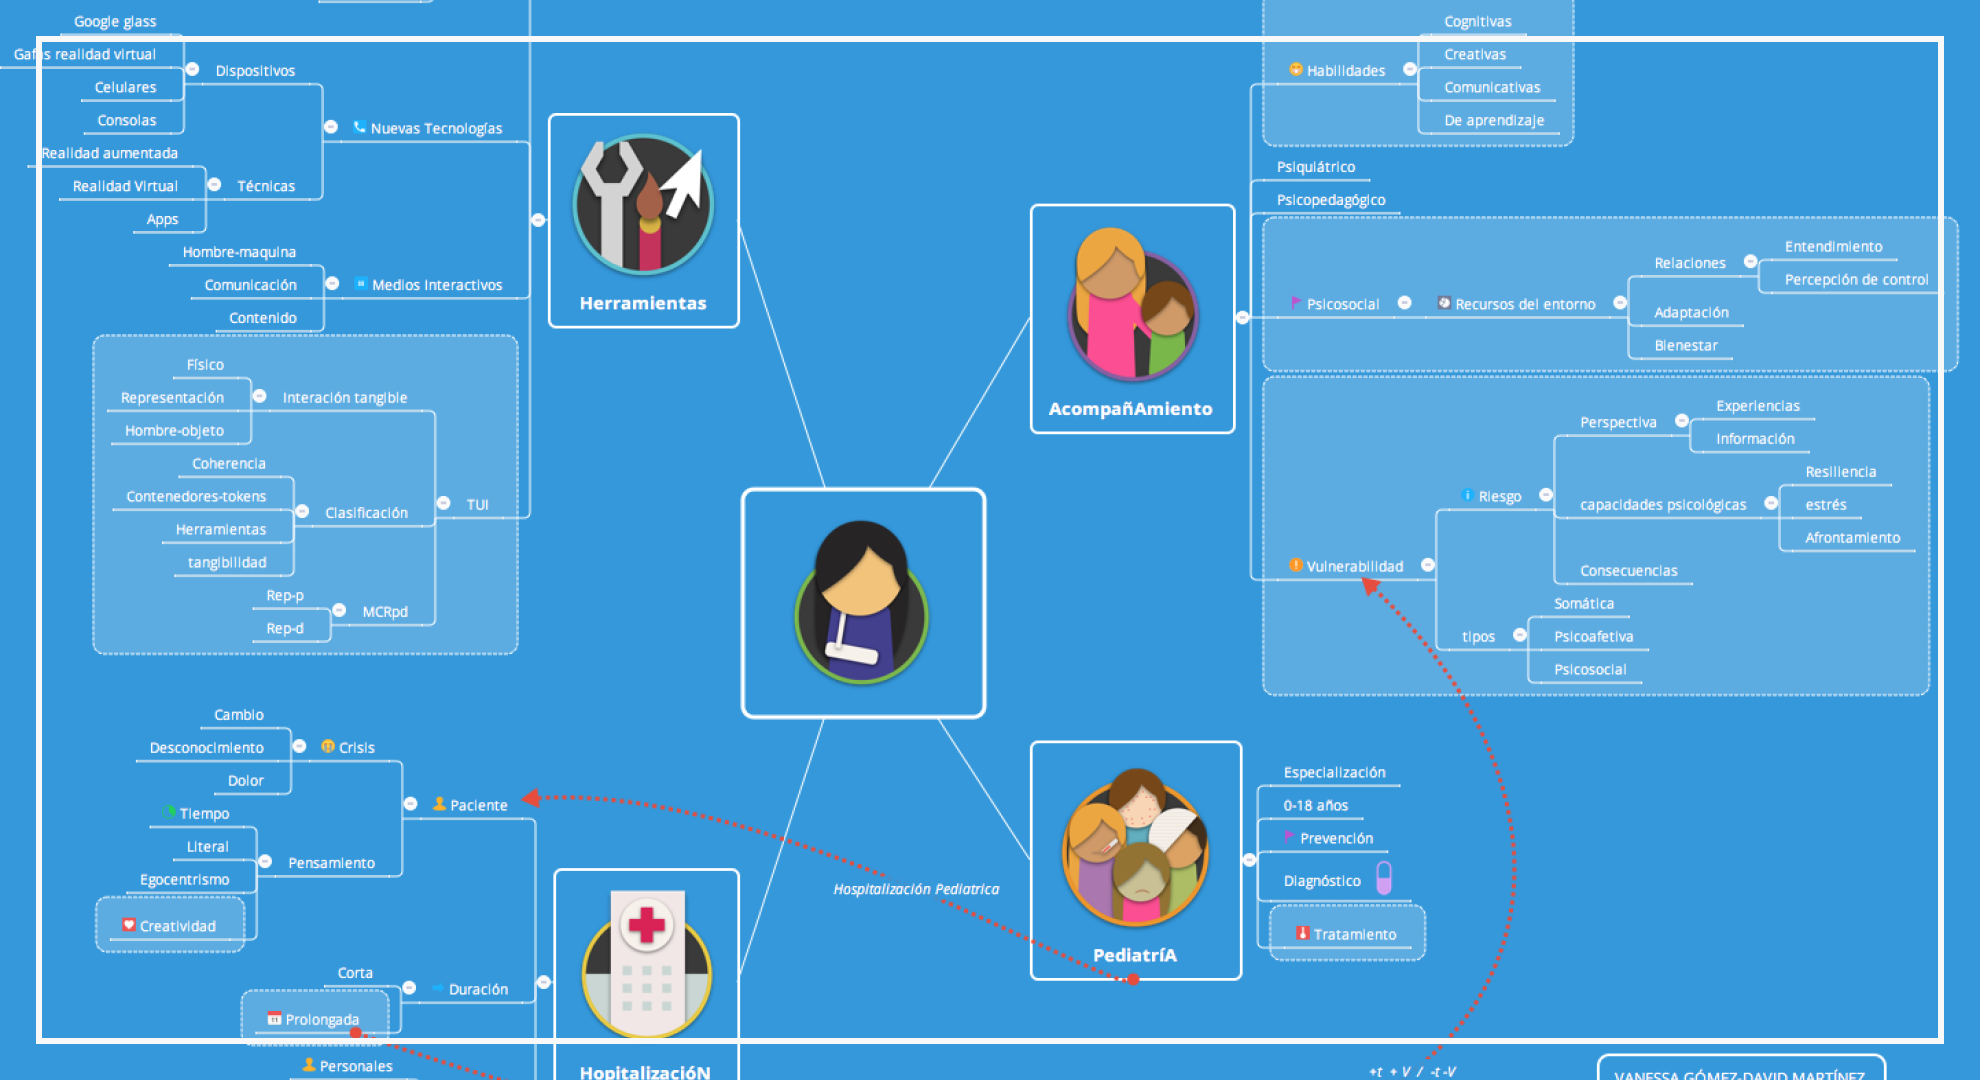 Google glass
Gafas realidad virtual
Celulares
Consolas
Dispositivos
Realidad aumentada
Realidad Virtual
Apps
Técnicas
Nuevas Tecnologías
Hombre-maquina
Comunicación
Contenido
Medios Interactivos
Físico
Representación
Hombre-objeto
Interación tangible
Coherencia
Contenedores-tokens
Herramientas
tangibilidad
Clasificación
Rep-p
Rep-d
MCRpd
TUI
Herramientas
Cognitivas
Creativas
Comunicativas
De aprendizaje
Habilidades
Psiquiátrico
Psicopedagógico
Psicosocial
Recursos del entorno
Relaciones
Entendimiento
Percepción de control
Adaptación
Bienestar
AcompañAmiento
Vulnerabilidad
Riesgo
Perspectiva
Experiencias
Información
capacidades psicológicas
Resiliencia
estrés
Afrontamiento
Consecuencias
tipos
Somática
Psicoafetiva
Psicosocial
Cambio
Desconocimiento
Dolor
Crisis
Tiempo
Literal
Egocentrismo
Creatividad
Pensamiento
Paciente
Corta
Prolongada
11
Duración
Personales
HopitalizacióN
Hospitalización Pediatrica
PediatríA
Especialización
0-18 años
Prevención
Diagnóstico
Tratamiento
+t + V / -t -V
VANESSA GÓMEZ-DAVID MARTÍNEZ